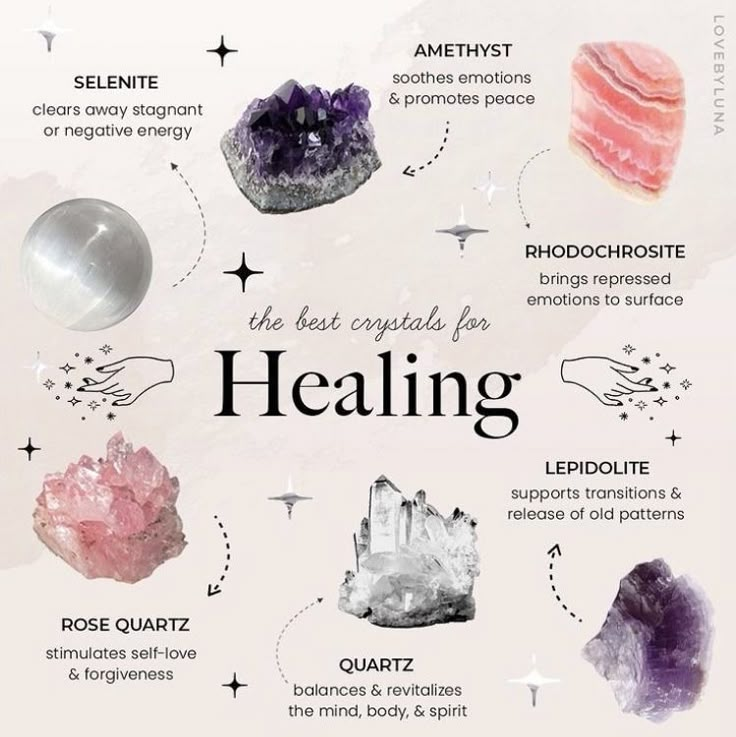 LOVEBYLUNA
SELENITE
clears away stagnant
or negative energy
AMETHYST
soothes emotions
& promotes peace
RHODOCHROSITE
brings repressed
emotions to surface
the best crystals for
Healing
LEPIDOLITE
supports transitions &
release of old patterns
ROSE QUARTZ
stimulates self-love
& forgiveness
QUARTZ
balances & revitalizes
the mind, body, & spirit